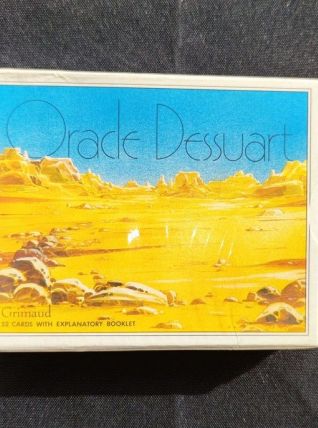 Oracle Dessuart
Grimaud
52 CARDS WITH EXPLANATORY BOOKLET